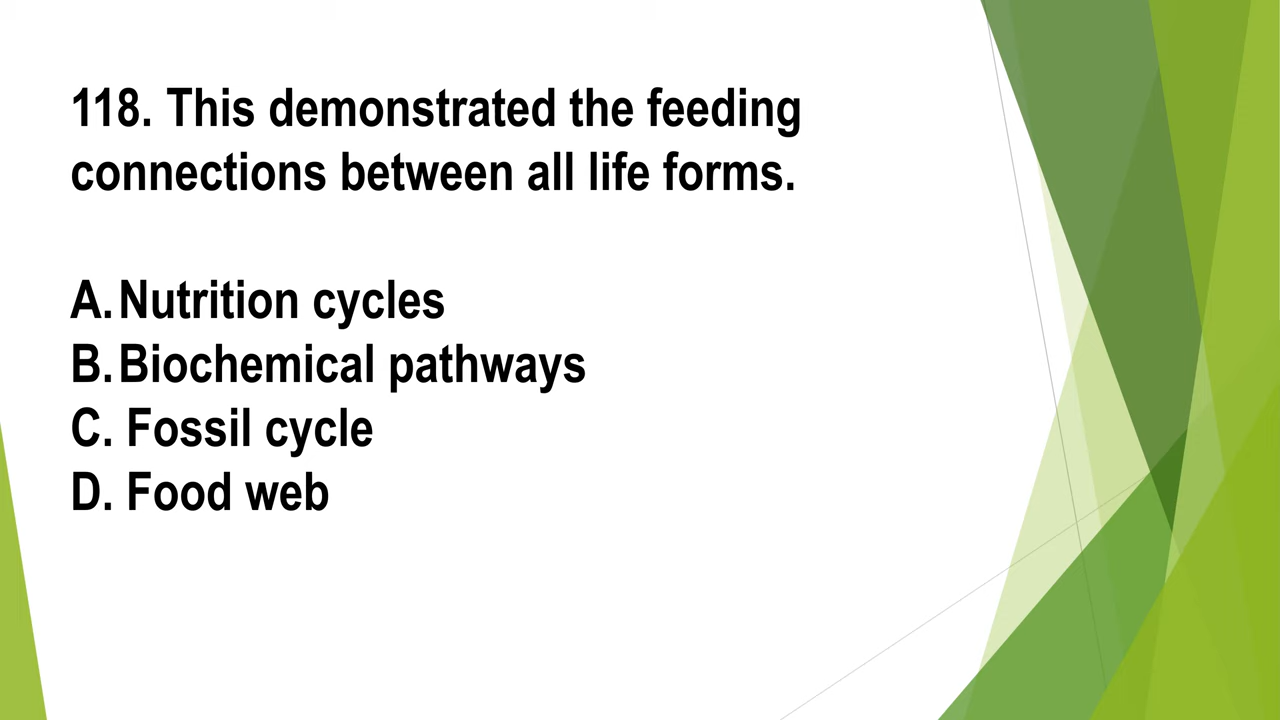 118. This demonstrated the feeding
connections between all life forms.
A. Nutrition cycles
B. Biochemical pathways
C. Fossil cycle
D. Food web